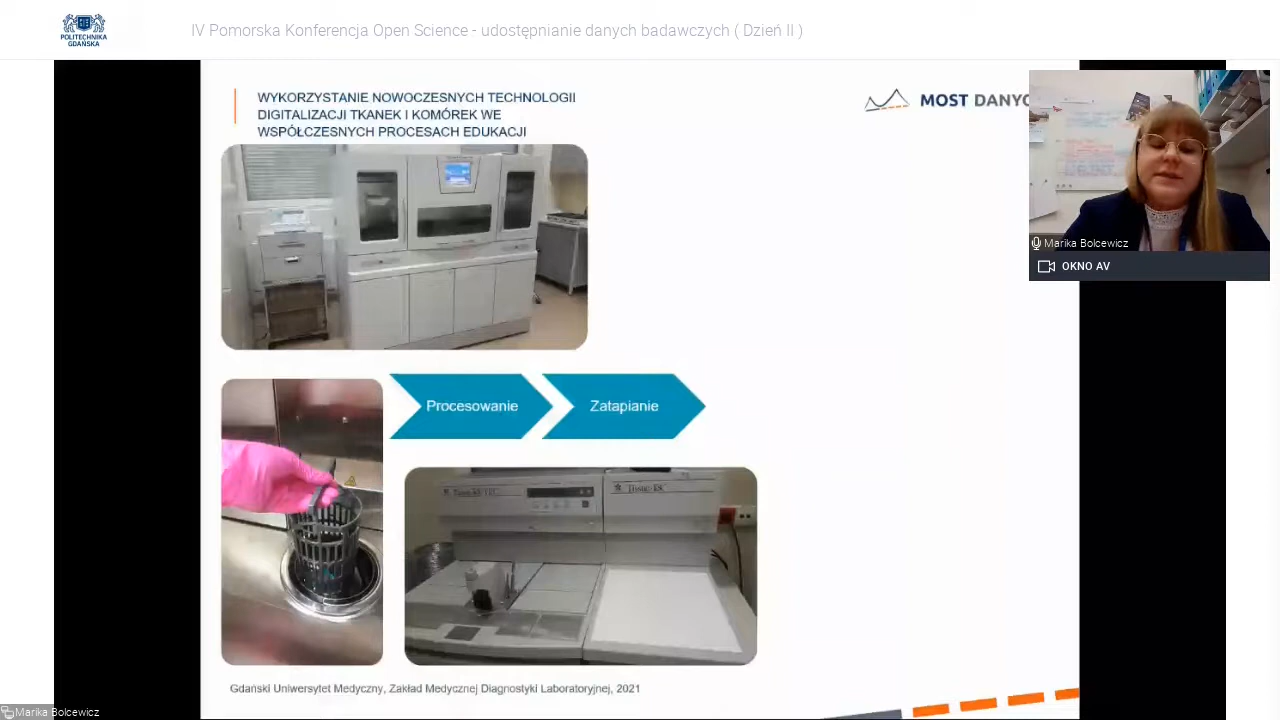 POLITECHNIKA
GDAŃSKA
IV Pomorska Konferencja Open Science - udostępnianie danych badawczych ( Dzień II )
WYKORZYSTANIE NOWOCZESNYCH TECHNOLOGII
DIGITALIZACJI TKANEK I KOMÓREK WE
WSPÓŁCZESNYCH PROCESACH EDUKACJI
MOST DANYC
Marika Bolcewicz
OKNO AV
Procesowanie
Zatapianie
Gdański Uniwersytet Medyczny, Zakład Medycznej Diagnostyki Laboratoryjnej, 2021
Marika Bolcewicz